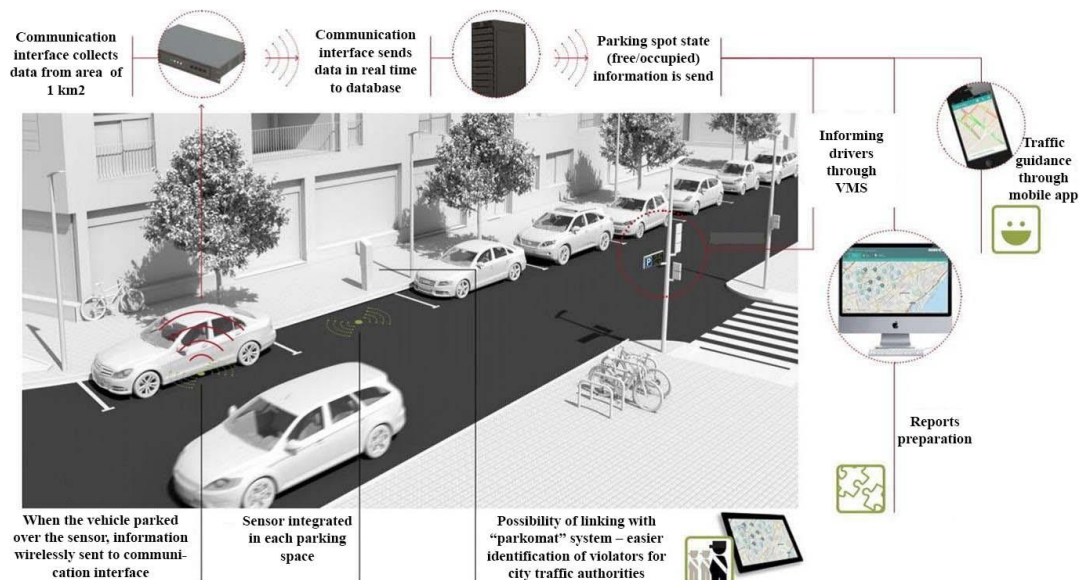 Communication
interface collects
data from area of
1 km2
Communication
interface sends
data in real time
to database
Parking spot state
(free/occupied)
information is send
Informing
drivers
through
VMS
Traffic
guidance
through
mobile app
P
Reports
preparation
When the vehicle parked
over the sensor, information
wirelessly sent to communi-
cation interface
Sensor integrated
in each parking
space
Possibility of linking with
“parkomat” system – easier
identification of violators for
city traffic authorities